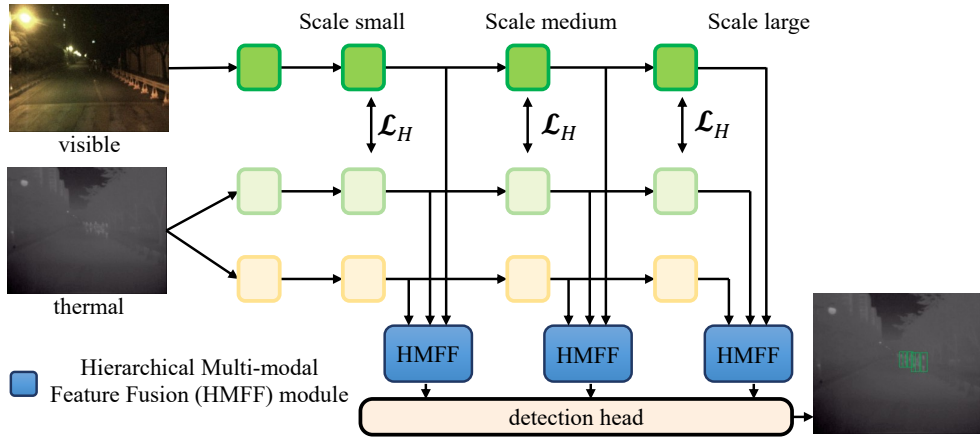 Scale small
Scale medium
Scale large
visible
ℒH
ℒH
ℒH
thermal
HMFF
HMFF
HMFF
Hierarchical Multi-modal
Feature Fusion (HMFF) module
detection head